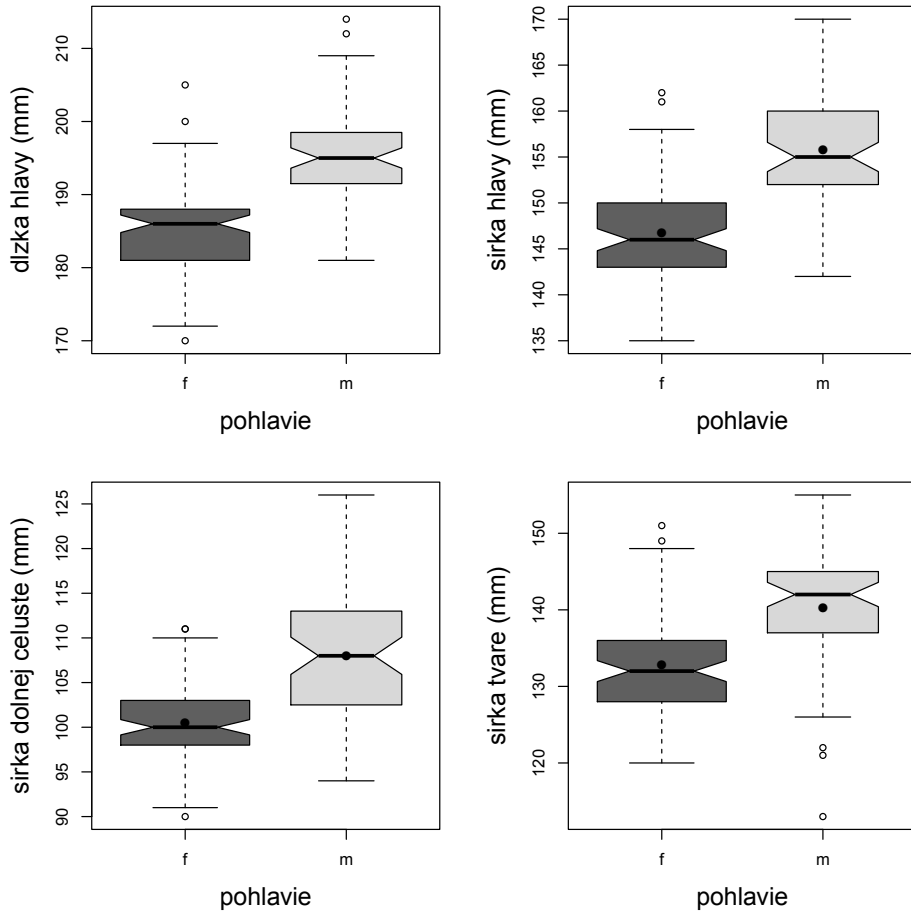 dlzka hlavy (mm)
210
200
190
180
170
f
m
pohlavie
sirka hlavy (mm)
170
165
160
155
150
145
140
135
f
m
pohlavie
sirka dolnej celuste (mm)
125
120
115
110
105
100
95
90
f
m
pohlavie
sirka tvare (mm)
150
140
130
120
f
m
pohlavie